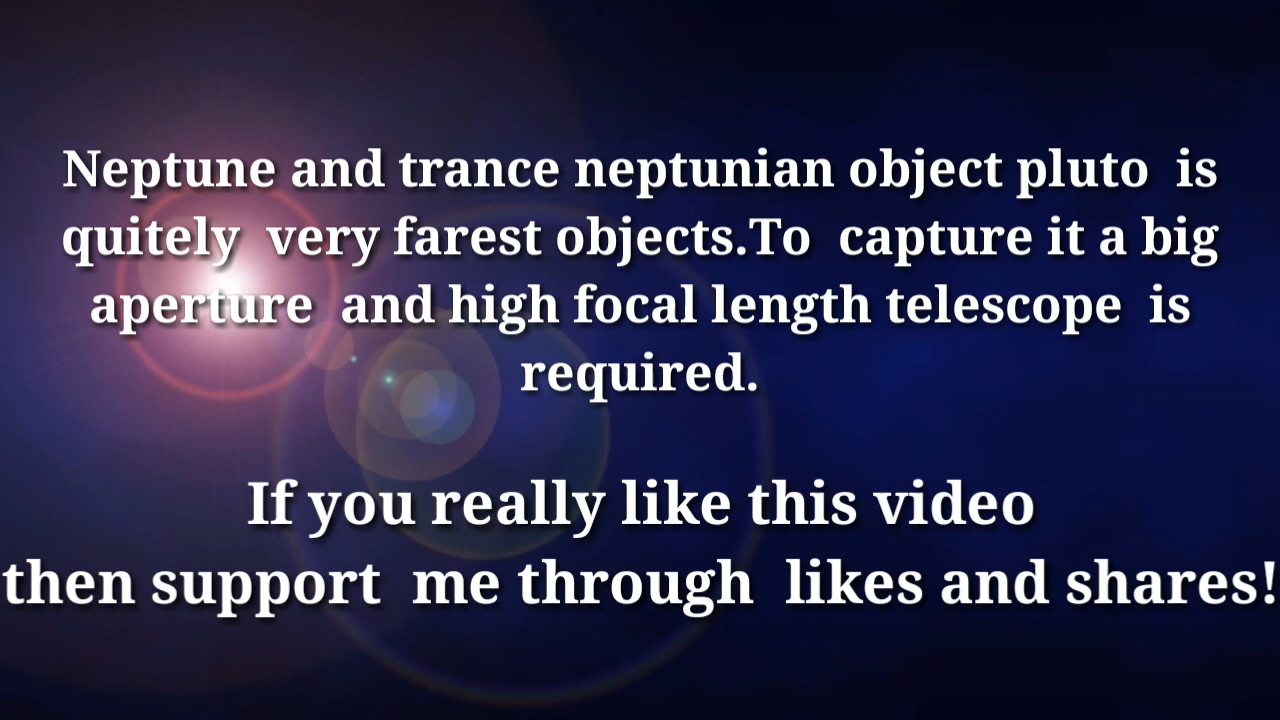 Neptune and trance neptunian object pluto is
quitely very farest objects.To capture it a big
aperture and high focal length telescope is
required.
If you really like this video
then support me through likes and shares!